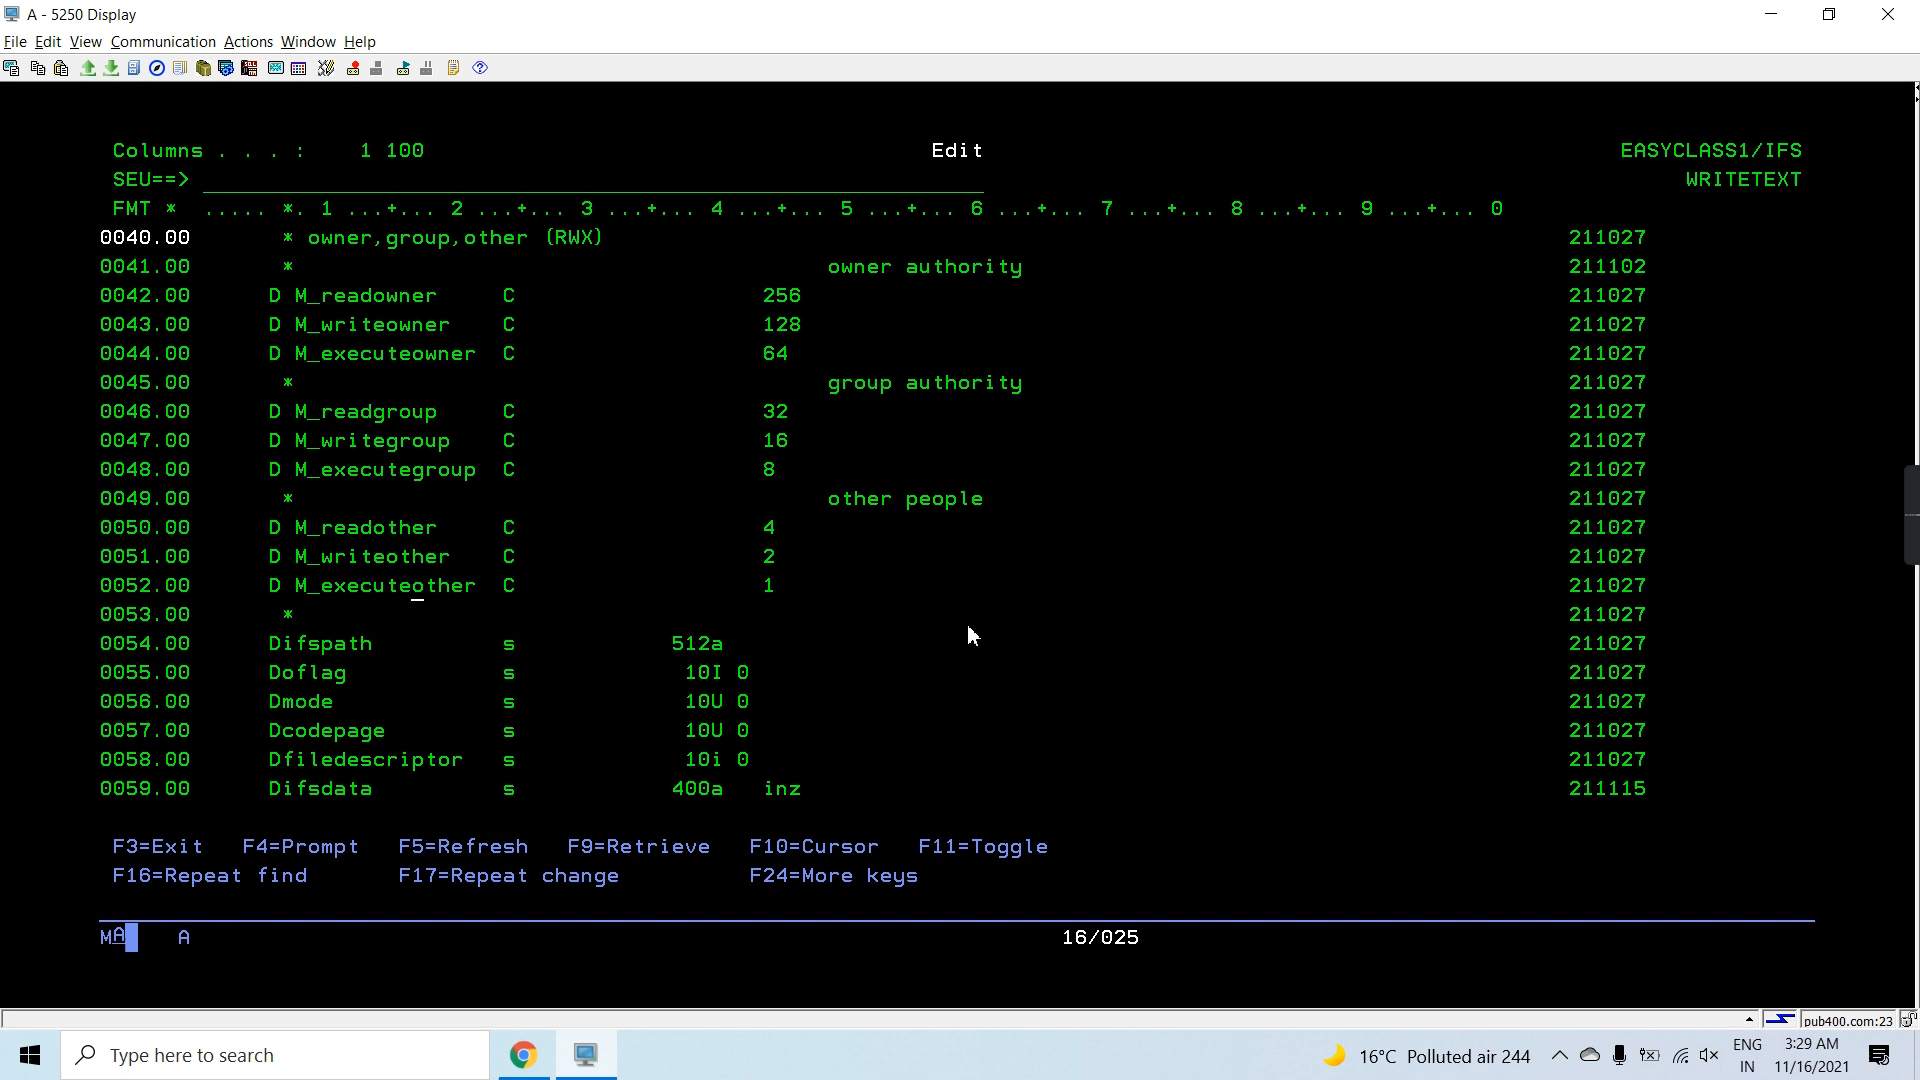 A - 5250 Display
File Edit View Communication Actions Window Help
Columns . . . : 1 100 Edit EASYCLASS1/IFS
SEU==> WRITETEXT
FMT * ..... *. 1 ...+... 2 ...+... 3 ...+... 4 ...+... 5 ...+... 6 ...+... 7 ...+... 8 ...+... 9 ...+... 0
0040.00 * owner,group,other (RWX) 211027
0041.00 * owner authority 211102
0042.00 D M_readowner C 256 211027
0043.00 D M_writeowner C 128 211027
0044.00 D M_executeowner C 64 211027
0045.00 * group authority 211027
0046.00 D M_readgroup C 32 211027
0047.00 D M_writegroup C 16 211027
0048.00 D M_executegroup C 8 211027
0049.00 * other people 211027
0050.00 D M_readother C 4 211027
0051.00 D M_writeother C 2 211027
0052.00 D M_executeother C 1 211027
0053.00 * 211027
0054.00 Difspath s 512a 211027
0055.00 Doflag s 10I 0 211027
0056.00 Dmode s 10U 0 211027
0057.00 Dcodepage s 10U 0 211027
0058.00 Dfiledescriptor s 10i 0 211027
0059.00 Difsdata s 400a inz 211115
F3=Exit F4=Prompt F5=Refresh F9=Retrieve F10=Cursor F11=Toggle
F16=Repeat find F17=Repeat change F24=More keys
MA A 16/025
pub400.com:23
Type here to search 16°C Polluted air 244 ENG IN 3:29 AM 11/16/2021